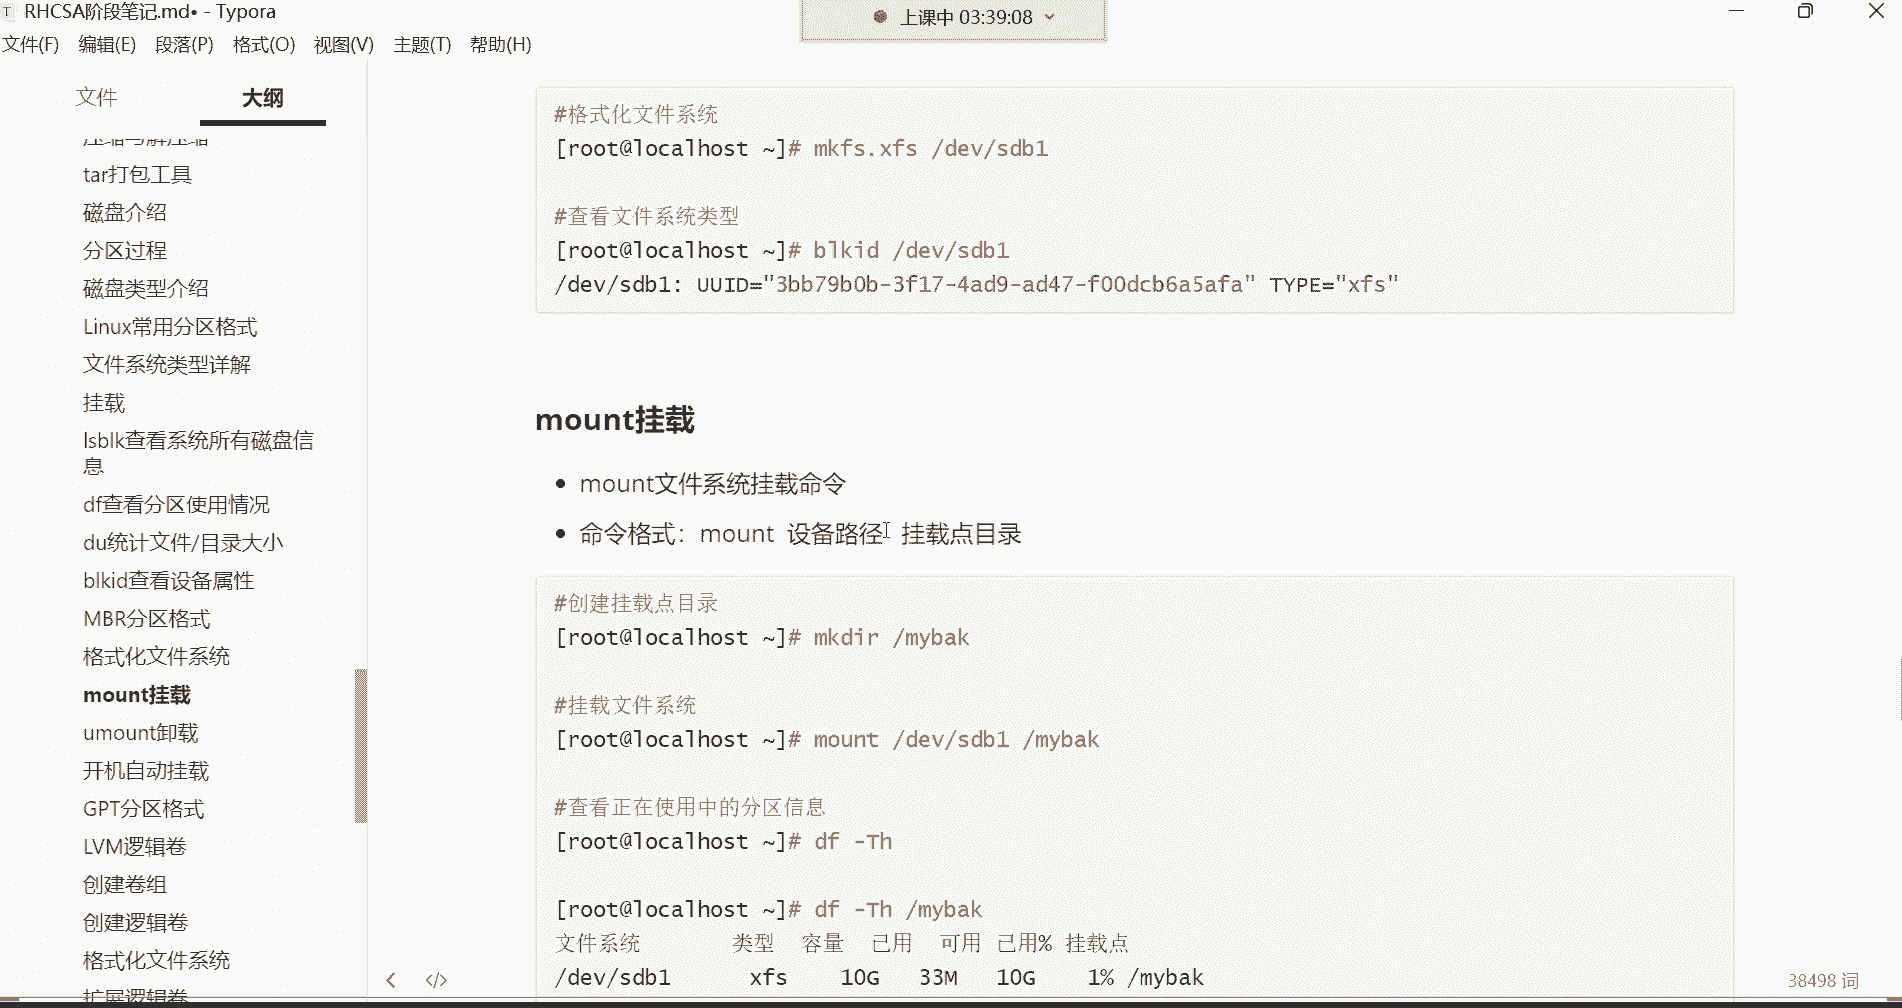 RHCSA阶段笔记.md• - Typora
上课中 03:39:08
文件(F) 编辑(E) 段落(P) 格式(O) 视图(V) 主题(T) 帮助(H)
文件 大纲
压缩与解压缩
tar打包工具
磁盘介绍
分区过程
磁盘类型介绍
Linux常用分区格式
文件系统类型详解
挂载
lsblk查看系统所有磁盘信
息
df查看分区使用情况
du统计文件/目录大小
blkid查看设备属性
MBR分区格式
格式化文件系统
mount挂载
umount卸载
开机自动挂载
GPT分区格式
LVM逻辑卷
创建卷组
创建逻辑卷
格式化文件系统
扩展逻辑卷
#格式化文件系统
[root@localhost ~]# mkfs.xfs /dev/sdb1
#查看文件系统类型
[root@localhost ~]# blkid /dev/sdb1
/dev/sdb1: UUID="3bb79b0b-3f17-4ad9-ad47-f00dcb6a5afa" TYPE="xfs"
mount挂载
mount文件系统挂载命令
命令格式：mount 设备路径 挂载点目录
#创建挂载点目录
[root@localhost ~]# mkdir /mybak
#挂载文件系统
[root@localhost ~]# mount /dev/sdb1 /mybak
#查看正在使用中的分区信息
[root@localhost ~]# df -Th
[root@localhost ~]# df -Th /mybak
文件系统 类型 容量 已用 可用 已用% 挂载点
/dev/sdb1 xfs 10G 33M 10G 1% /mybak
38498 词